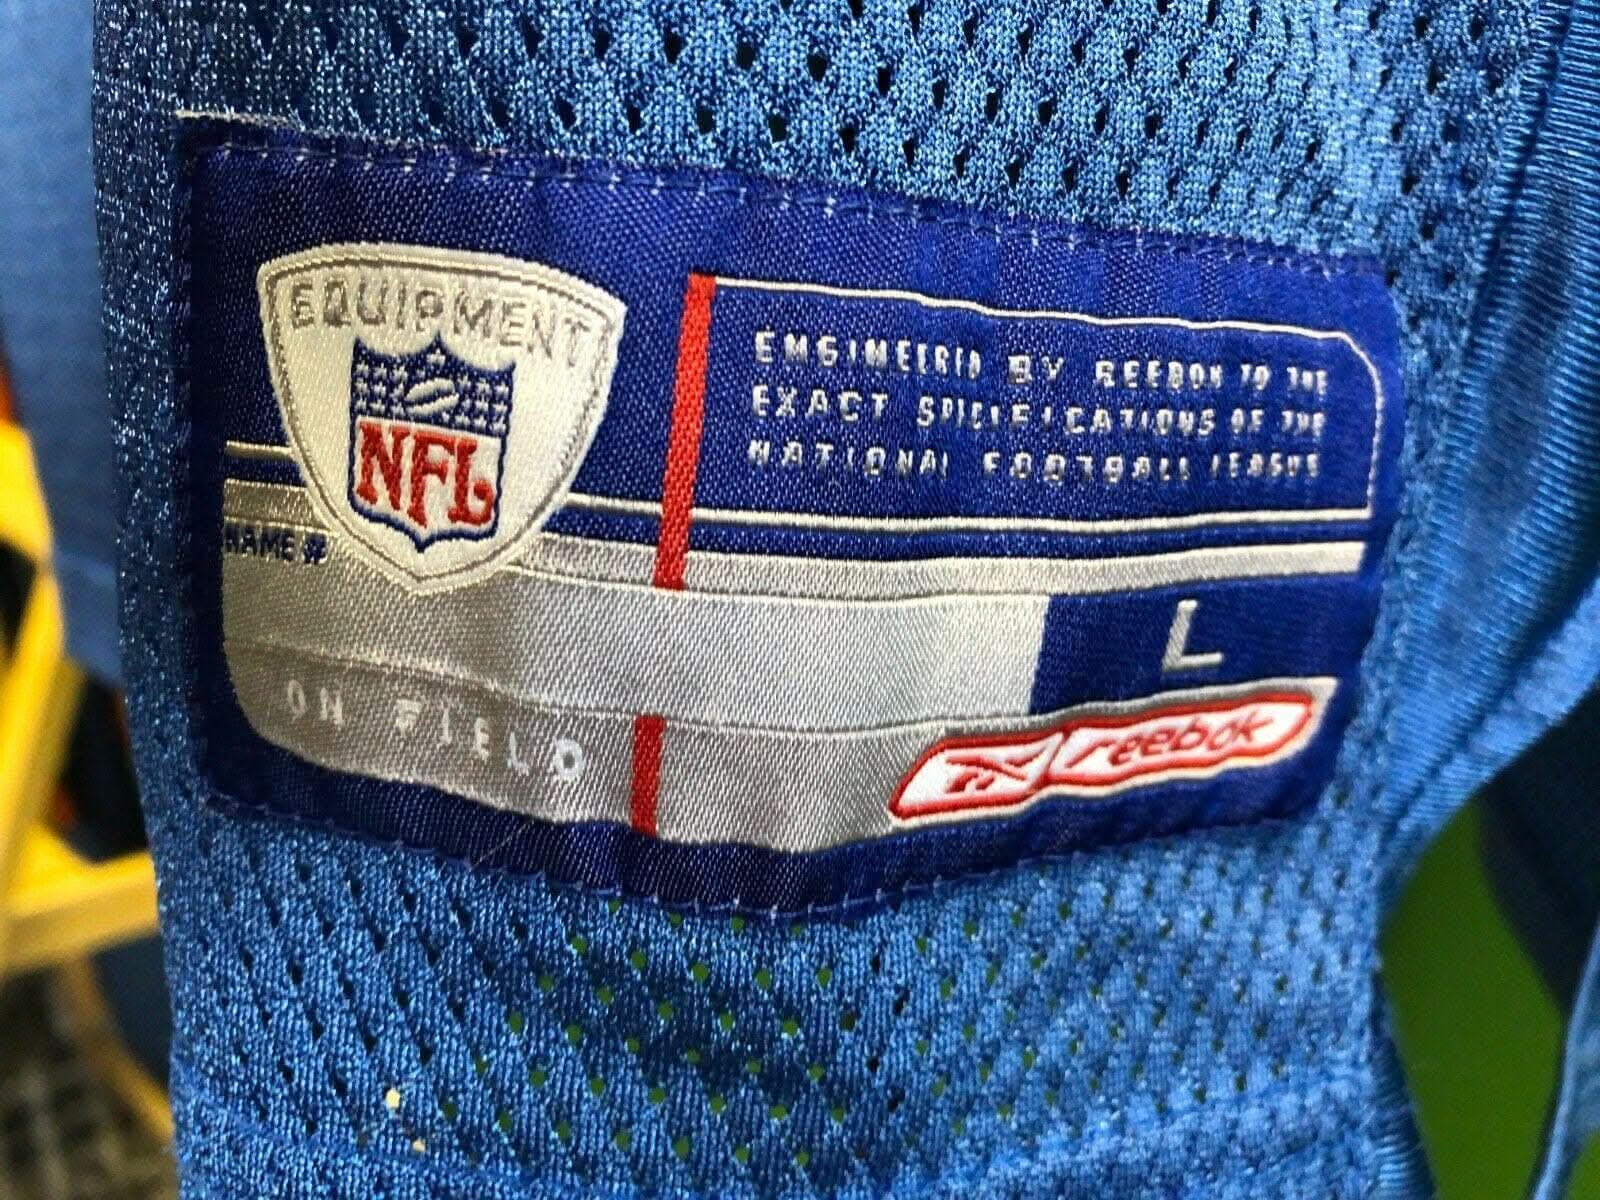 EQUIPMENT
NFL
ENGINEERED BY REEBOK TO THE
EXACT SPECIFICATIONS OF THE
NATIONAL FOOTBALL LEAGUE
NAME #
L
ON FIELD
reebok